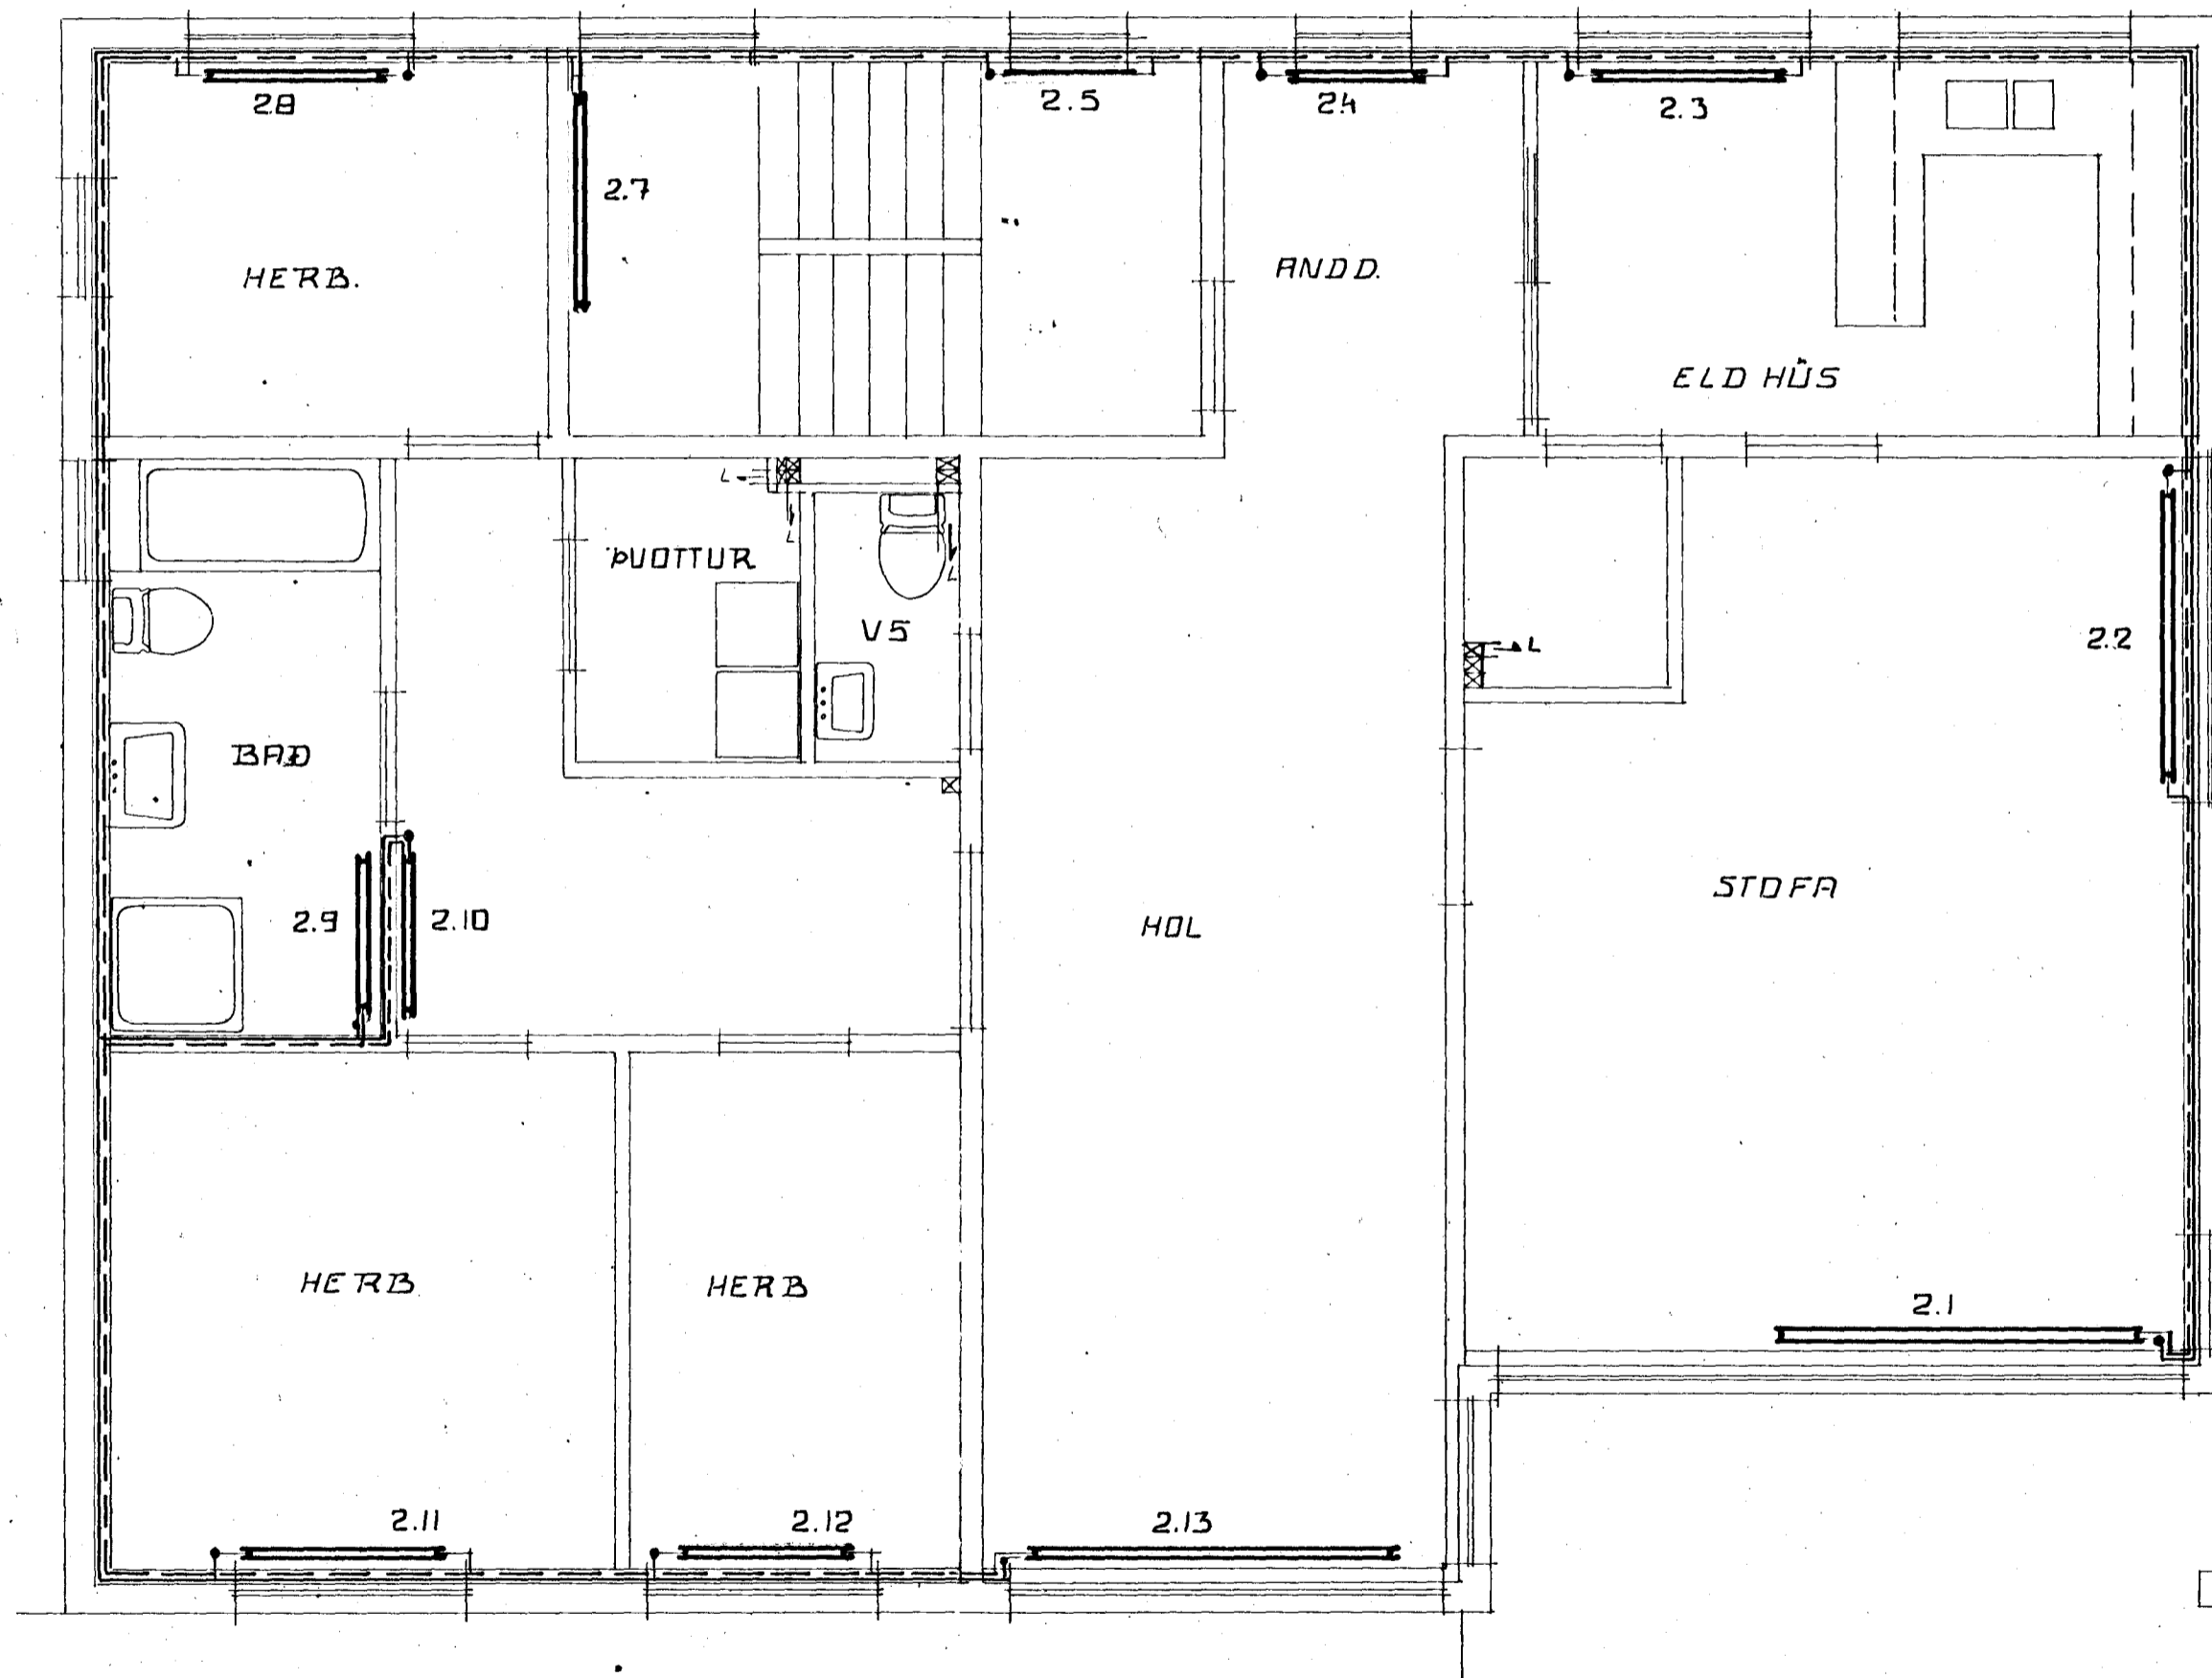 2.8
2.5
2.4
2.3
2.7
HERB.
ANDD.
ELD HÚS
L
L
ÞVOTTUR
L
VS
L
2.2
BAÐ
STOFA
2.9
2.10
HOL
HERB
HERB
2.1
2.11
2.12
2.13